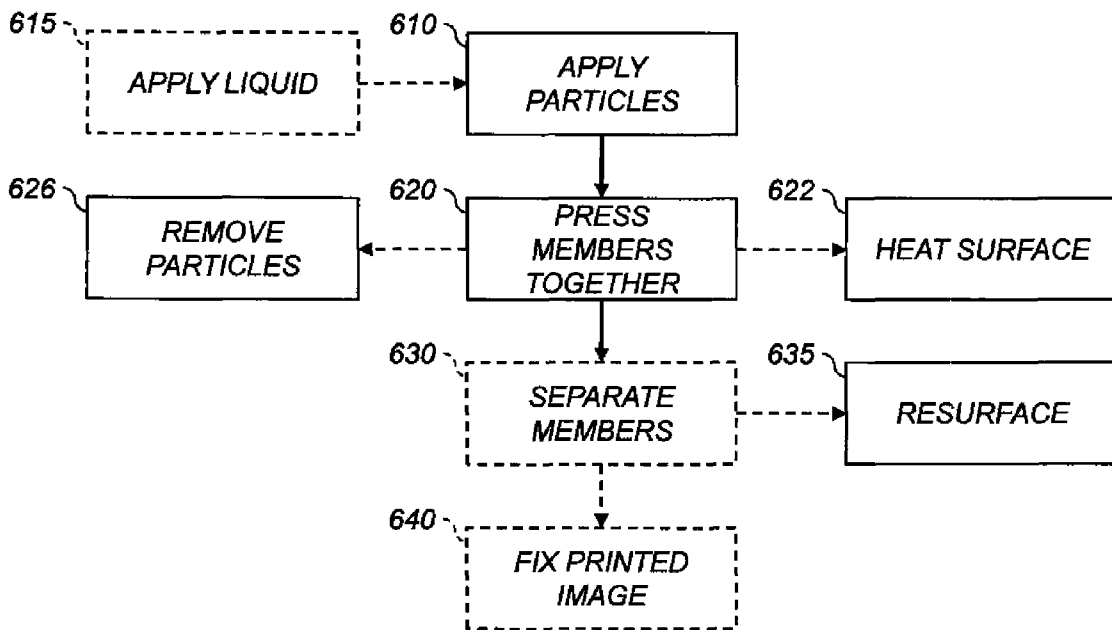 615
APPLY LIQUID
610
APPLY
PARTICLES
626
REMOVE
PARTICLES
620
PRESS
MEMBERS
TOGETHER
622
HEAT SURFACE
630
SEPARATE
MEMBERS
635
RESURFACE
640
FIX PRINTED
IMAGE